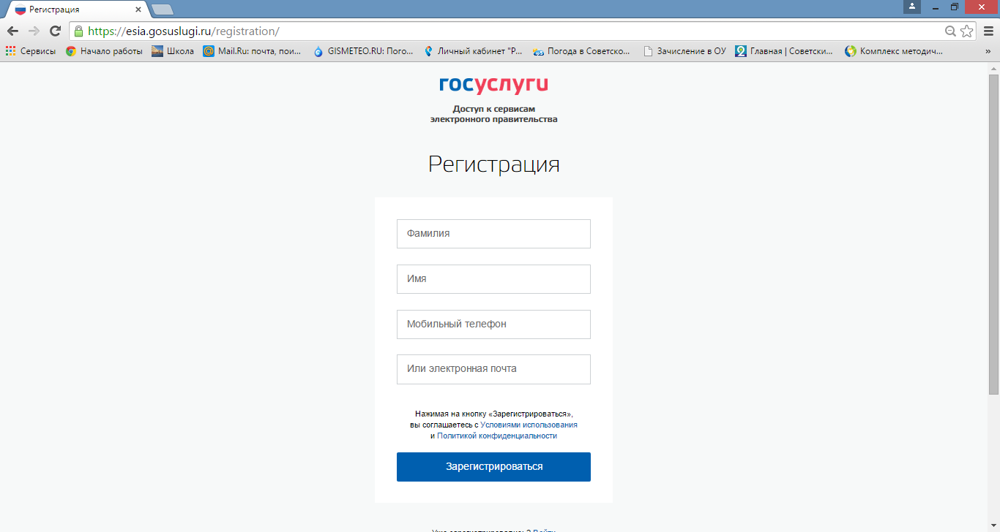 Регистрация
https://esia.gosuslugi.ru/registration/
Сервисы
Начало работы
Школа
Mail.Ru: почта, пои...
GISMETEO.RU: Пого...
Личный кабинет "Р...
Погода в Советско...
Зачисление в ОУ
Главная | Советски...
Комплекс методич...
»
госуслуги
Доступ к сервисам
электронного правительства
Регистрация
Фамилия
Имя
Мобильный телефон
Или электронная почта
Нажимая на кнопку «Зарегистрироваться»,
вы соглашаетесь с Условиями использования
и Политикой конфиденциальности
Зарегистрироваться